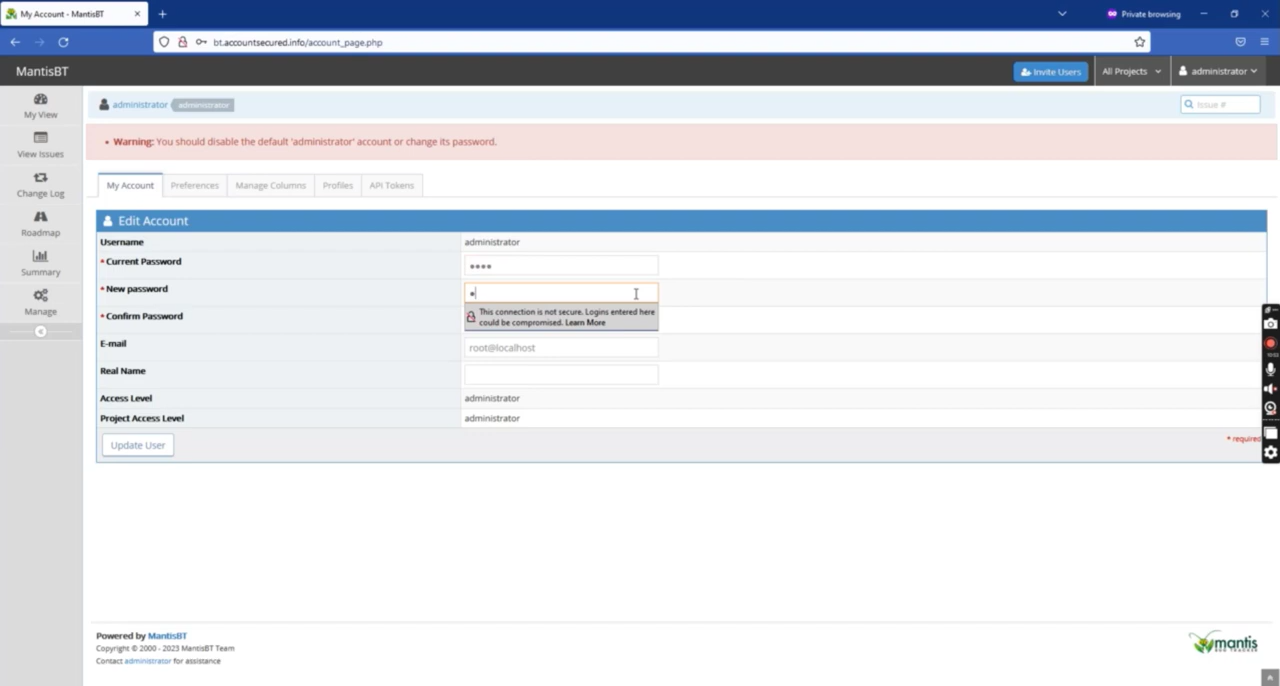 My Account - MantisBT
Private browsing
bt.accountsecured.info/account_page.php
MantisBT
Invite Users
All Projects
administrator
My View
View Issues
Change Log
Roadmap
Summary
Manage
administrator administrator
Issue #
Warning: You should disable the default 'administrator' account or change its password.
My Account Preferences Manage Columns Profiles API Tokens
Edit Account
Username administrator
* Current Password ••••
* New password •
This connection is not secure. Logins entered here
could be compromised. Learn More
* Confirm Password
E-mail root@localhost
Real Name
Access Level administrator
Project Access Level administrator
Update User
* required
Powered by MantisBT
Copyright © 2000 - 2023 MantisBT Team
Contact administrator for assistance
mantis